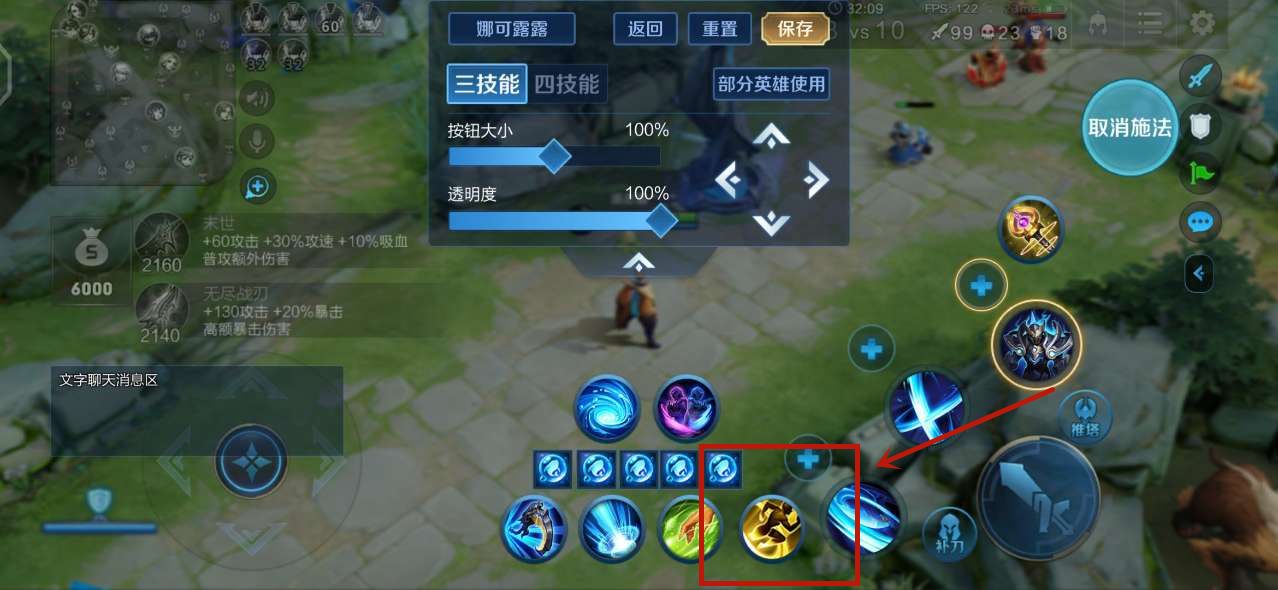 娜可露露
返回
重置
保存
32:09
FPS: 122
vs 10
99
23
18
60
32
32
三技能
四技能
部分英雄使用
按钮大小
100%
透明度
100%
取消施法
末世
+60攻击 +30%攻速 +10%吸血
普攻额外伤害
2160
6000
无尽战刃
+130攻击 +20%暴击
高额暴击伤害
2140
文字聊天消息区
推塔
补刀